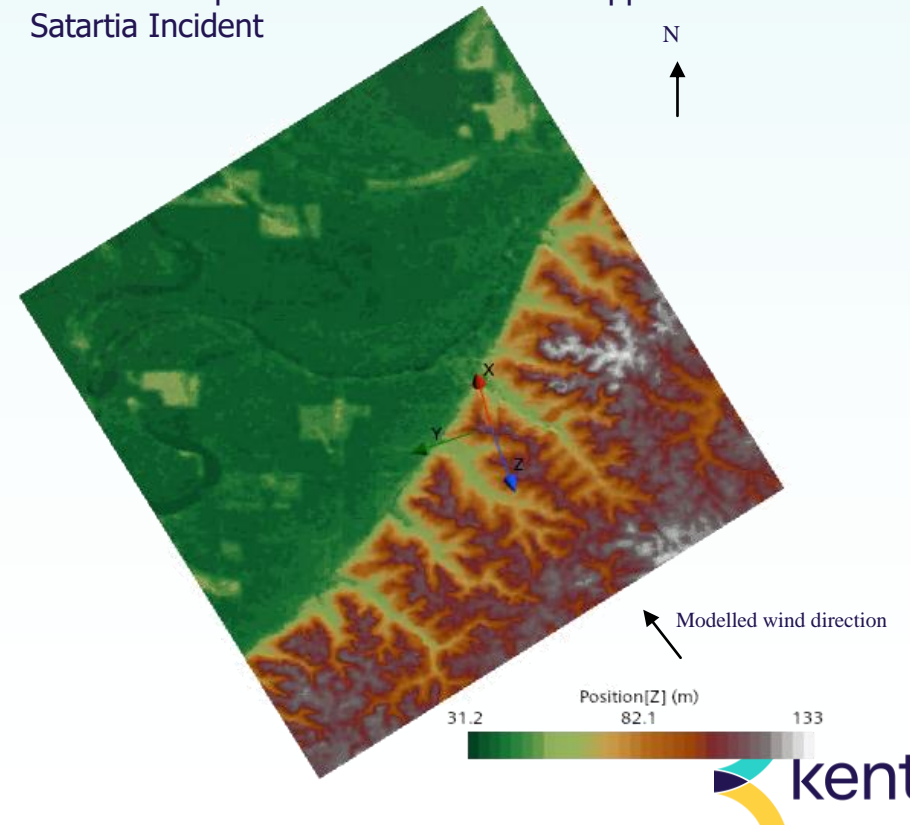 Satartia Incident
N
X
Y
Z
Modelled wind direction
Position[Z] (m)
31.2 82.1 133
kent